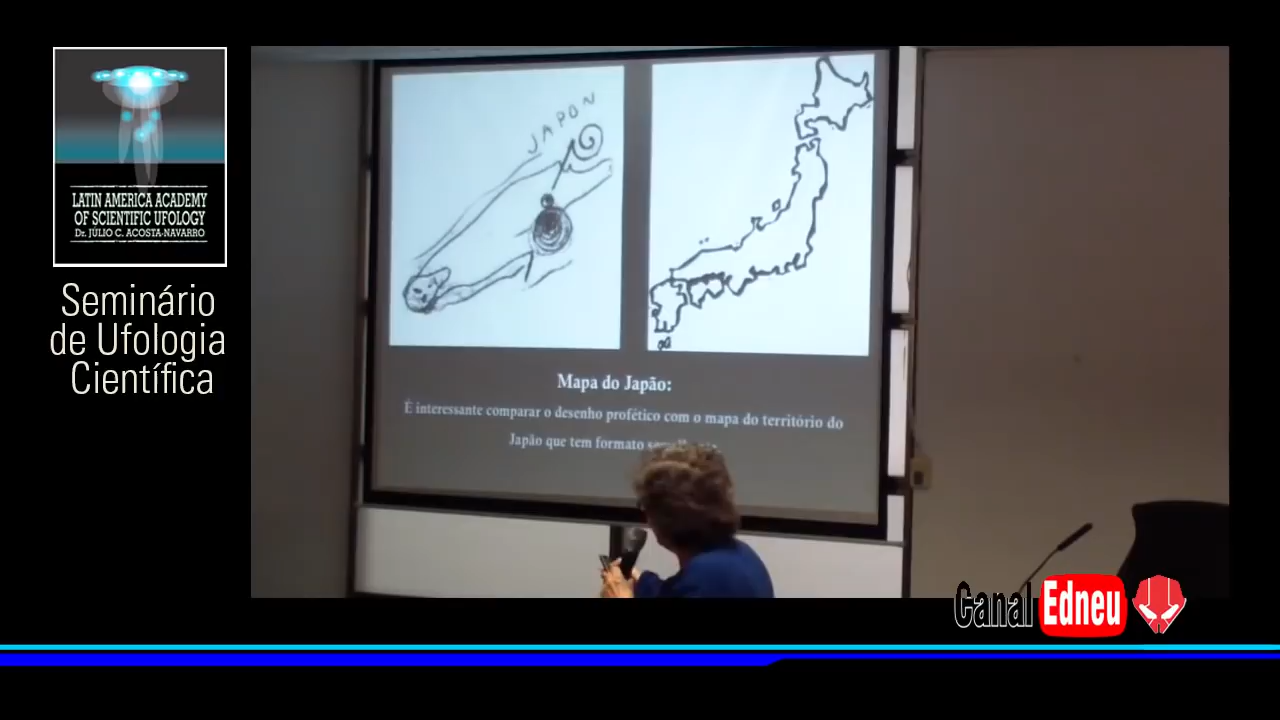 LATIN AMERICA ACADEMY
OF SCIENTIFIC UFOLOGY
Dr. JÚLIO C. ACOSTA-NAVARRO
Seminário
de Ufologia
Científica
JAPON
Mapa do Japão:
É interessante comparar o desenho profético com o mapa do território do
Japão que tem formato
Canal Edneu